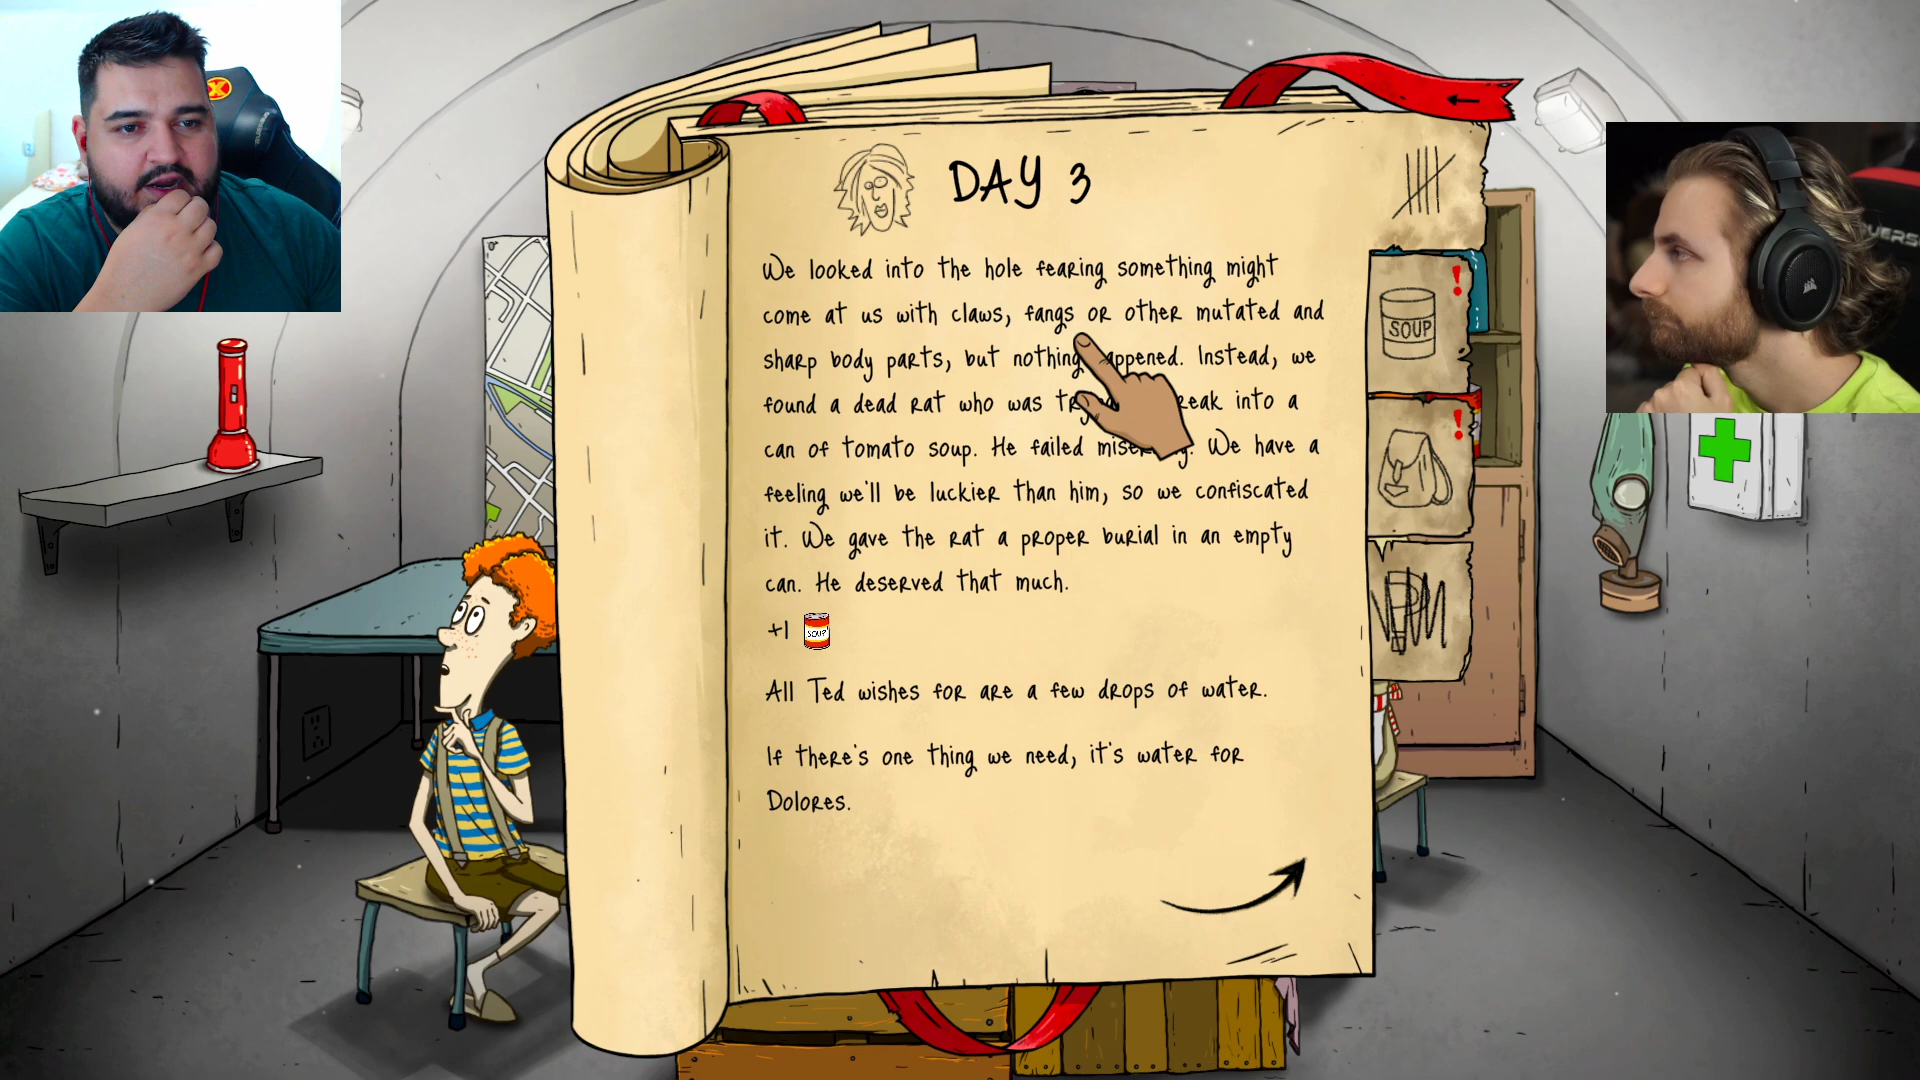 DAY 3
We looked into the hole fearing something might
come at us with claws, fangs or other mutated and
sharp body parts, but nothing appened. Instead, we
found a dead rat who was reak into a
can of tomato soup. He failed We have a
feeling we'll be luckier than him, so we confiscated
it. We gave the rat a proper burial in an empty
can. He deserved that much.
+1 SOUP
All Ted wishes for are a few drops of water.
If there's one thing we need, it's water for
Dolores.
!
SOUP
!